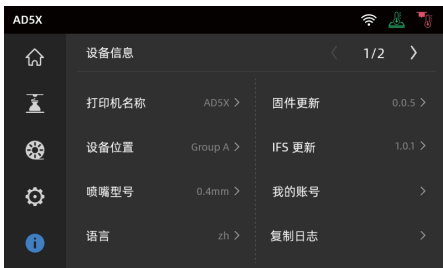 AD5X
设备信息
1/2
打印机名称 AD5X > 固件更新 0.0.5 >
设备位置 Group A > IFS 更新 1.0.1 >
喷嘴型号 0.4mm > 我的账号 >
语言 zh > 复制日志 >